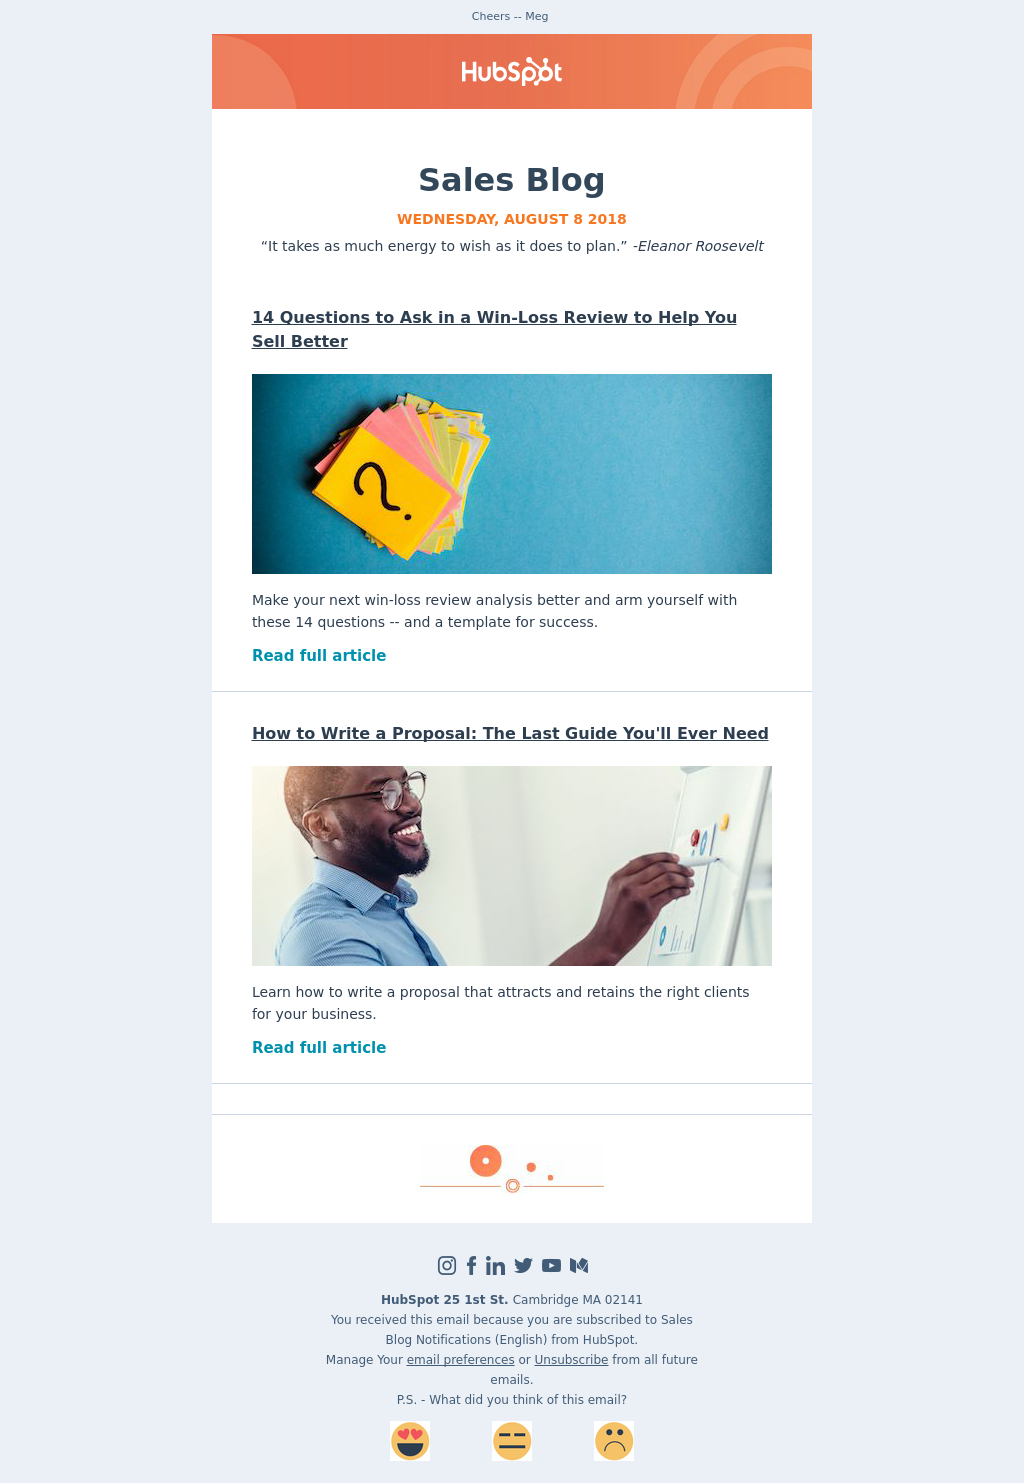 Cheers -- Meg
HubSpot
Sales Blog
WEDNESDAY, AUGUST 8 2018
“It takes as much energy to wish as it does to plan.” -Eleanor Roosevelt
14 Questions to Ask in a Win-Loss Review to Help You
Sell Better
?
Make your next win-loss review analysis better and arm yourself with
these 14 questions -- and a template for success.
Read full article
How to Write a Proposal: The Last Guide You'll Ever Need
Learn how to write a proposal that attracts and retains the right clients
for your business.
Read full article
HubSpot 25 1st St. Cambridge MA 02141
You received this email because you are subscribed to Sales
Blog Notifications (English) from HubSpot.
Manage Your email preferences or Unsubscribe from all future
emails.
P.S. - What did you think of this email?